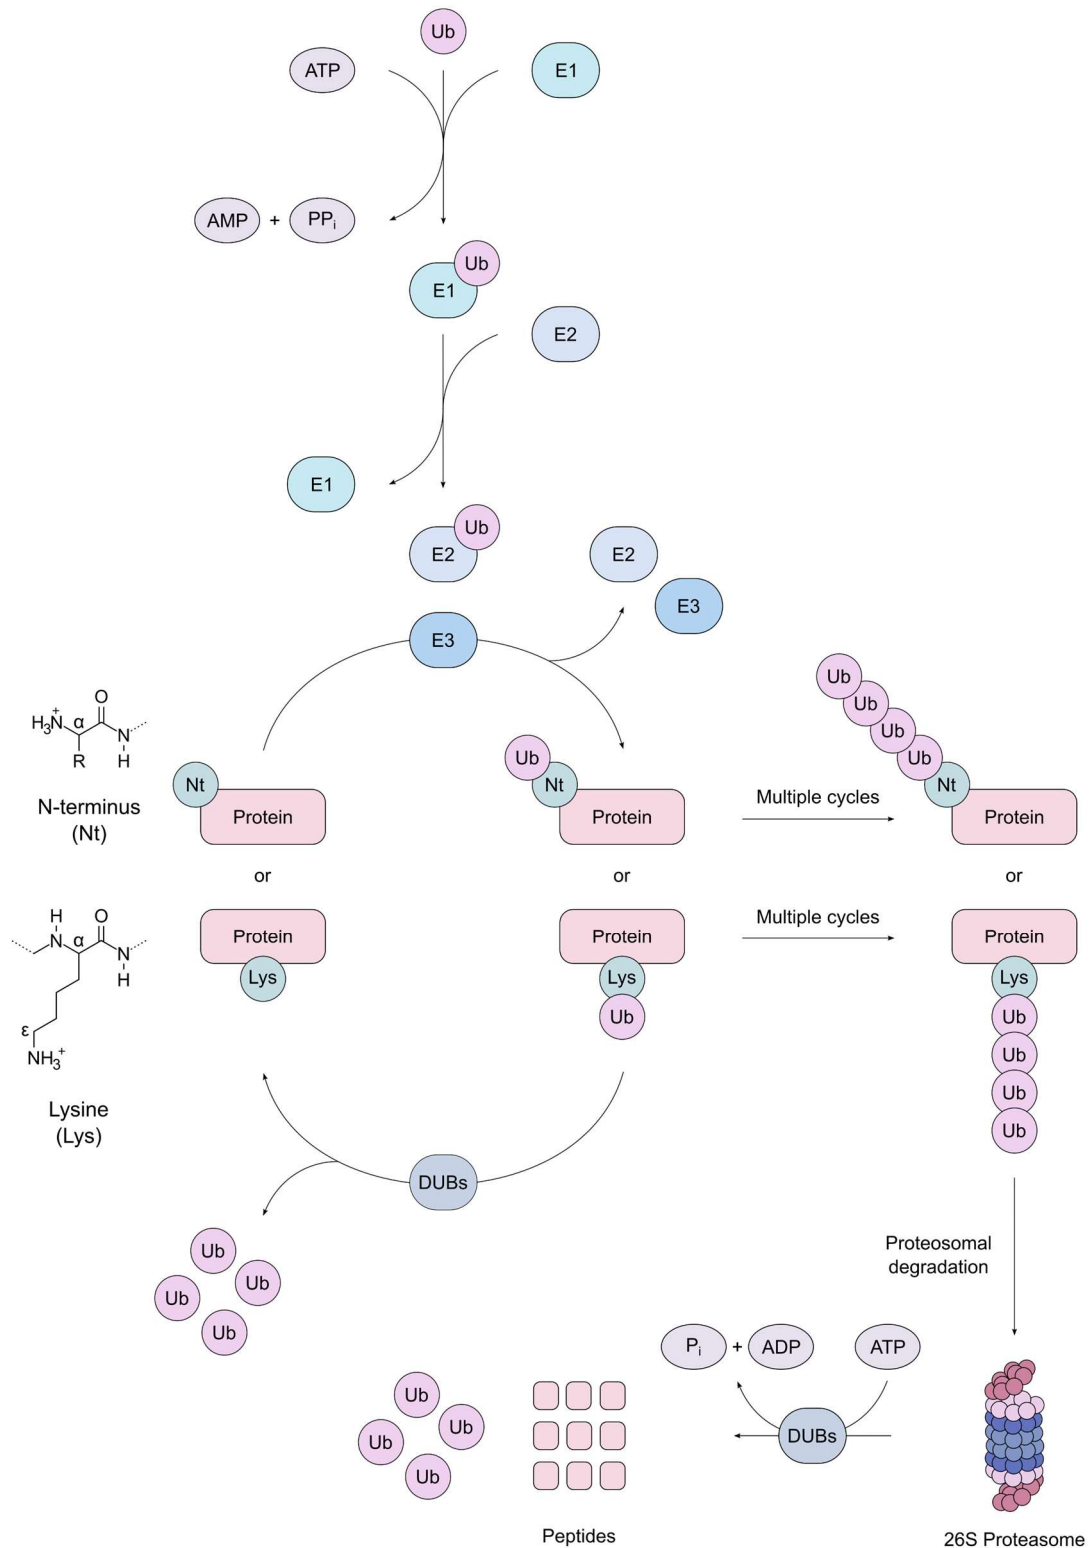 Ub
ATP
E1
AMP + PPi
Ub
E1
E2
E1
Ub
E2
E2
E3
E3
Ub
Ub
Ub
Ub
O
H3N+ α
N
R H
Ub
Nt
Nt
Nt
N-terminus
(Nt)
Protein
Protein
Multiple cycles
Protein
or
or
or
H O
N α
N
H
ε
NH3+
Lysine
(Lys)
Protein
Lys
Protein
Lys
Ub
Multiple cycles
Protein
Lys
Ub
Ub
Ub
Ub
DUBs
Ub
Ub
Ub
Ub
Proteosomal
degradation
Pi + ADP
ATP
DUBs
Ub
Ub
Ub
Ub
Peptides
26S Proteasome